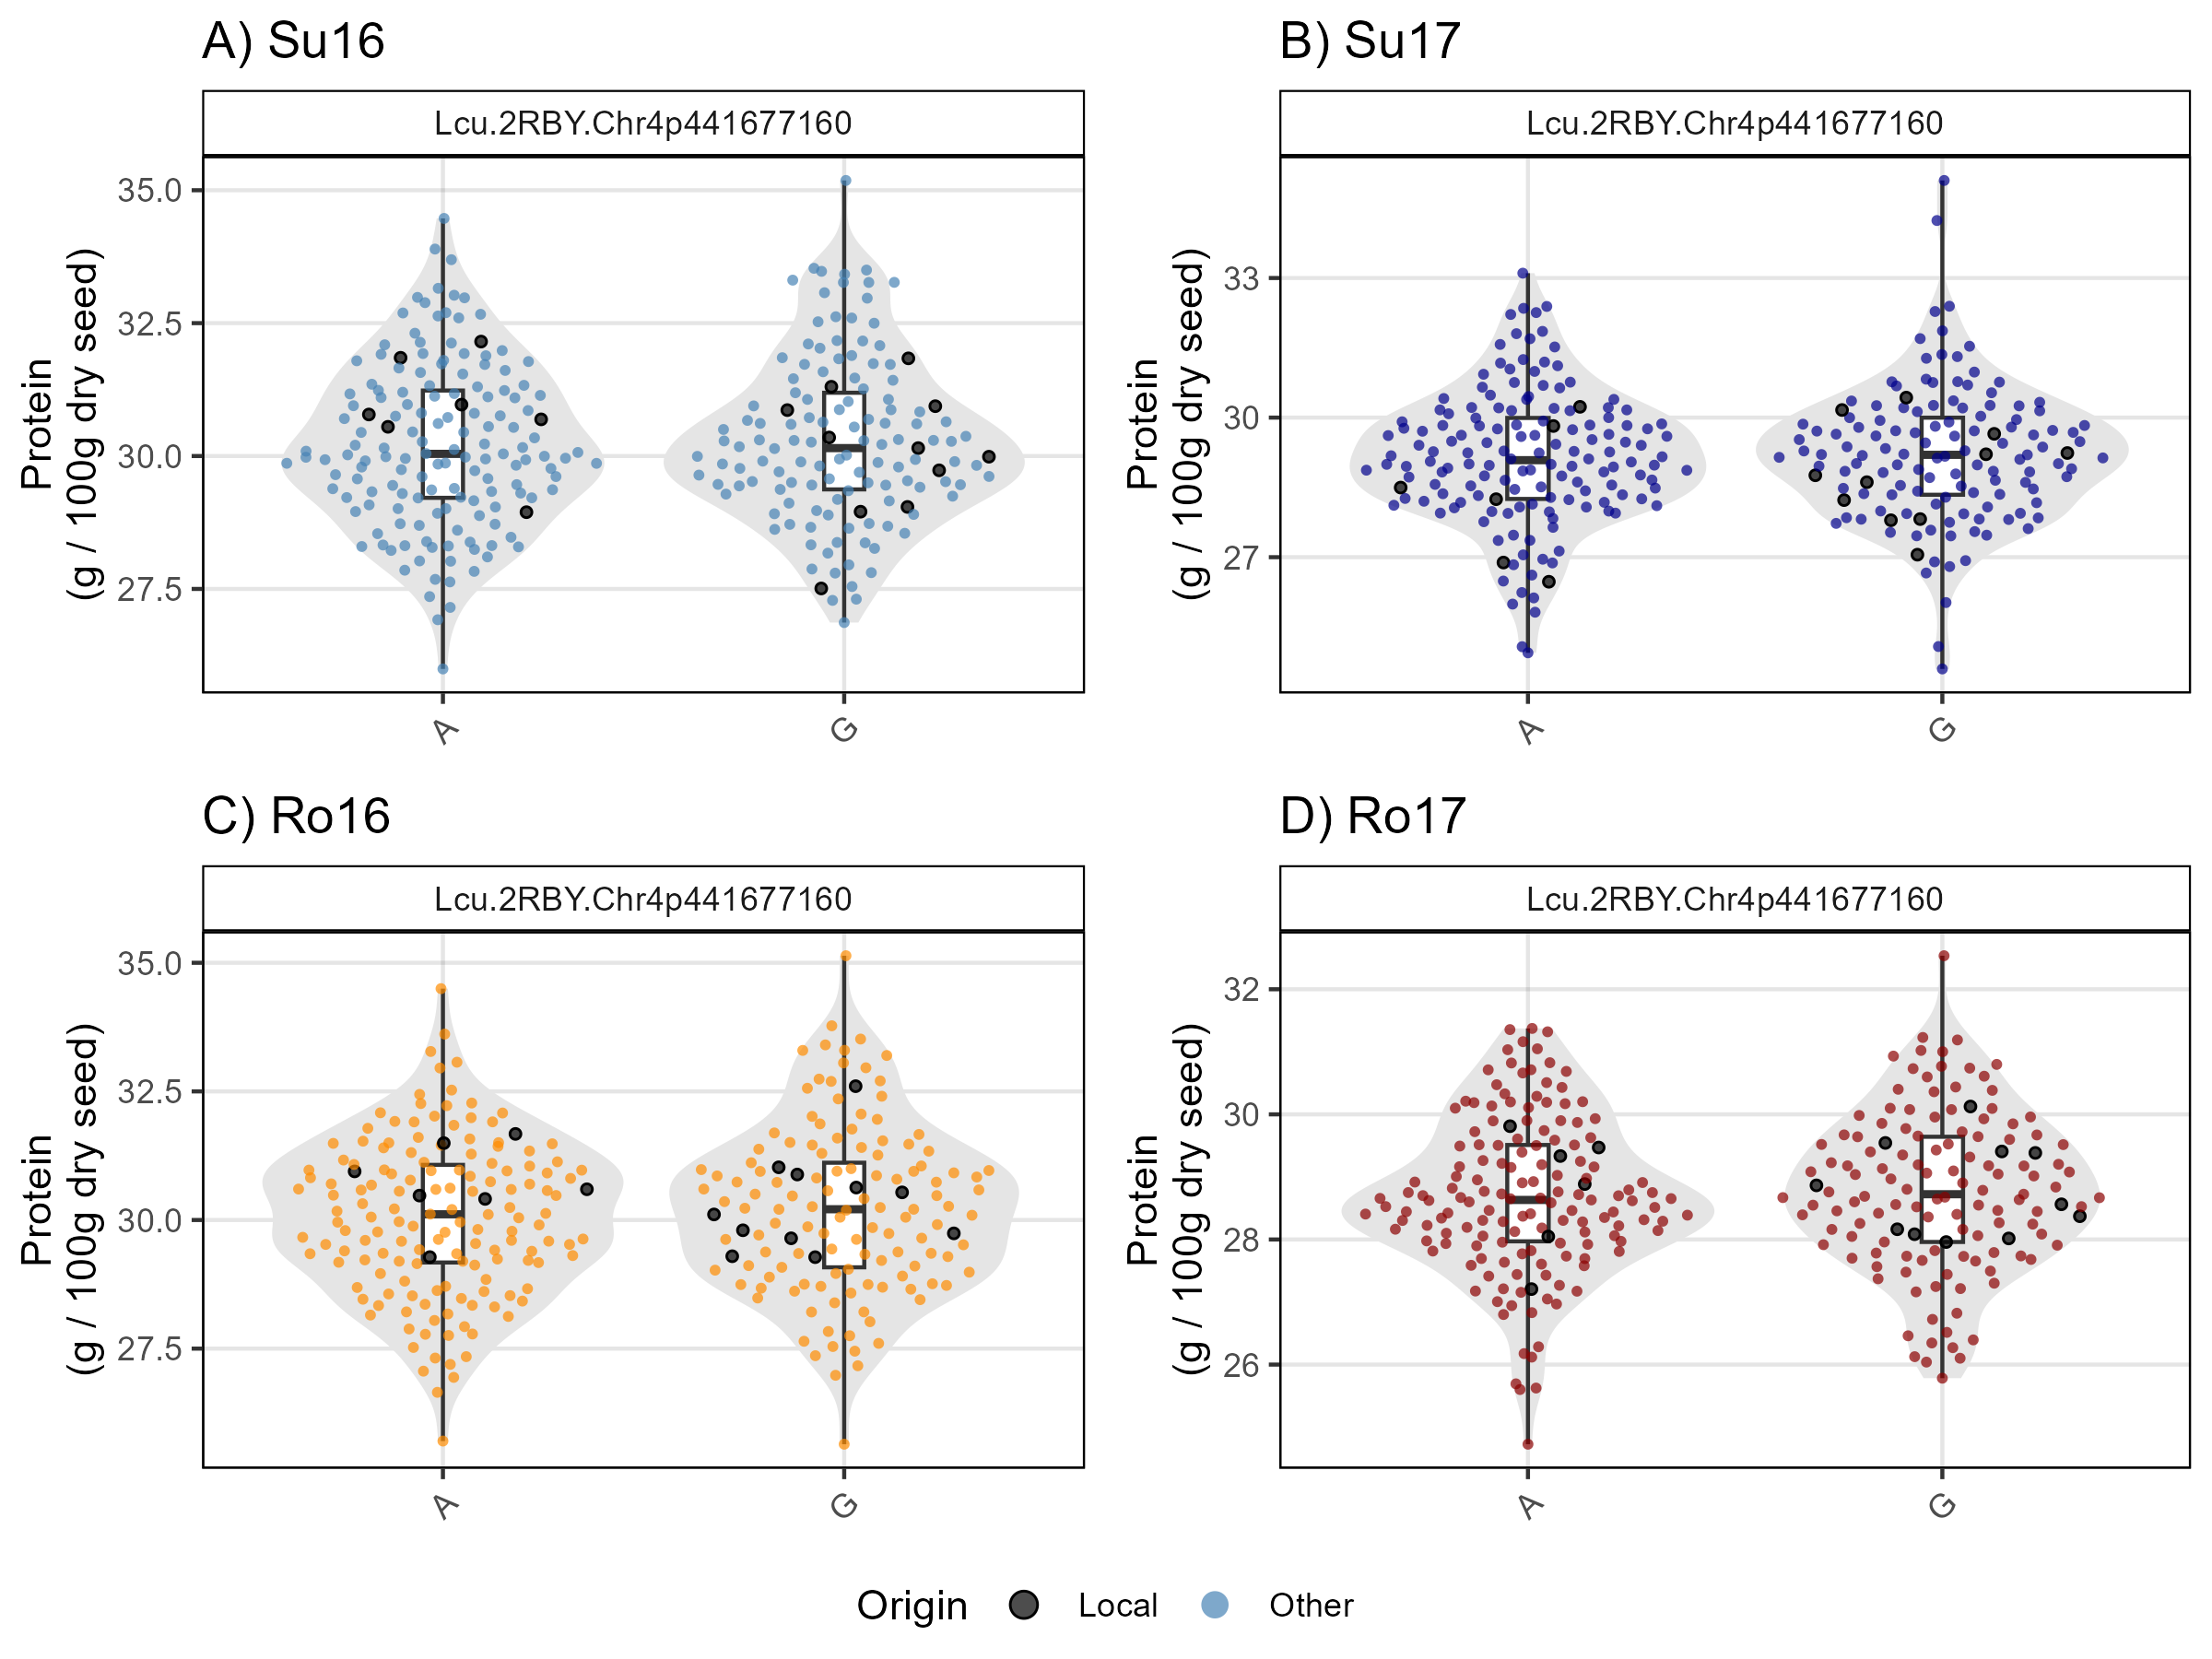 A) Su16
Lcu.2RBY.Chr4p441677160
Protein
(g / 100g dry seed)
35.0
32.5
30.0
27.5
A
G
B) Su17
Lcu.2RBY.Chr4p441677160
Protein
(g / 100g dry seed)
33
30
27
A
G
C) Ro16
Lcu.2RBY.Chr4p441677160
Protein
(g / 100g dry seed)
35.0
32.5
30.0
27.5
A
G
D) Ro17
Lcu.2RBY.Chr4p441677160
Protein
(g / 100g dry seed)
32
30
28
26
A
G
Origin Local Other